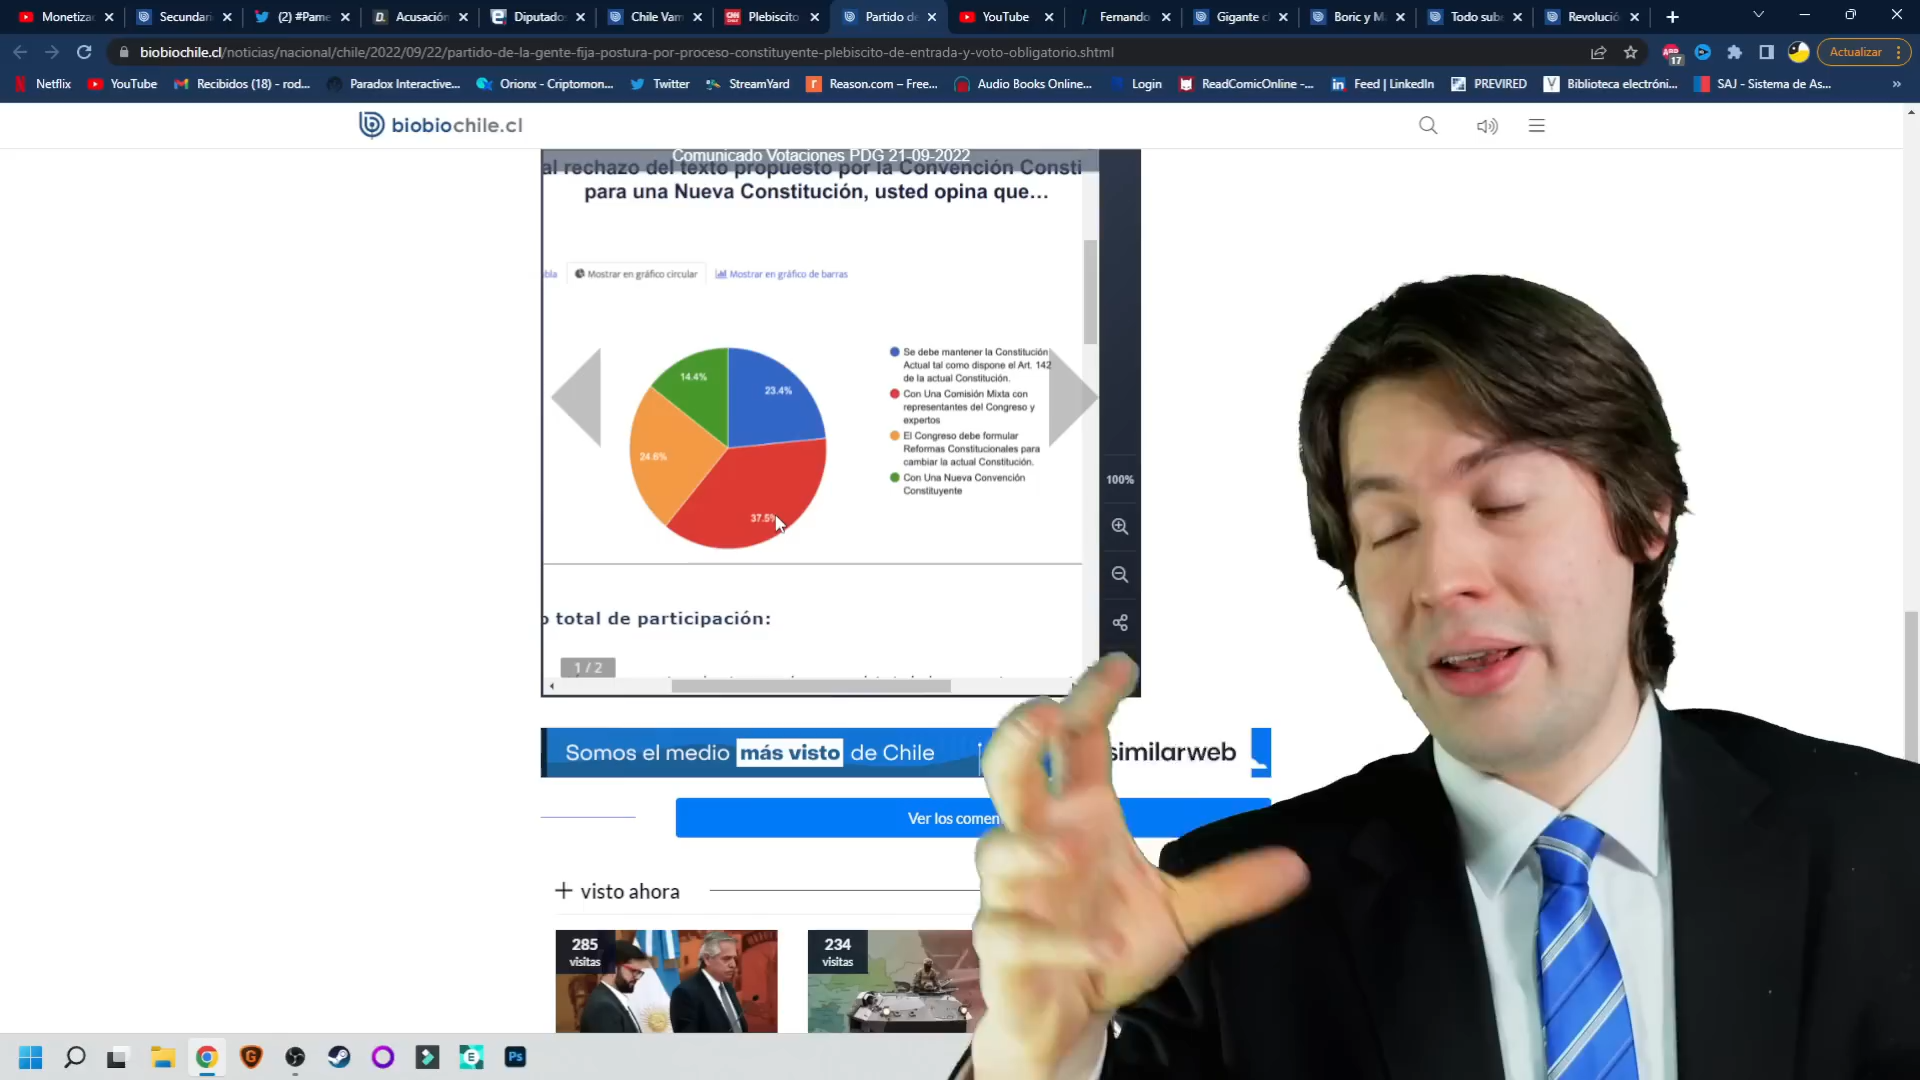 Monetiza
Secundari
(2) #Pame
Acusación
Diputados
Chile Vam
CNN
Plebiscito
Partido de
YouTube
Fernando
Gigante c
Boric y M
Todo sub
Revolució
biobiochile.cl/noticias/nacional/chile/2022/09/22/partido-de-la-gente-fija-postura-por-proceso-constituyente-plebiscito-de-entrada-y-voto-obligatorio.shtml
17
Actualizar
Netflix
YouTube
Recibidos (18) - rod...
Paradox Interactive...
Orionx - Criptomon...
Twitter
StreamYard
Reason.com – Free...
Audio Books Online...
Login
ReadComicOnline -...
Feed | LinkedIn
PREVIRED
Biblioteca electróni...
SAJ - Sistema de As...
biobiochile.cl
Comunicado Votaciones PDG 21-09-2022
al rechazo del texto propuesto por la Convención Consti
para una Nueva Constitución, usted opina que…
bla
Mostrar en gráfico circular
Mostrar en gráfico de barras
14.4%
23.4%
24.6%
37.5%
Se debe mantener la Constitución
Actual tal como dispone el Art. 142
de la actual Constitución.
Con Una Comisión Mixta con
representantes del Congreso y
expertos
El Congreso debe formular
Reformas Constitucionales para
cambiar la actual Constitución.
Con Una Nueva Convención
Constituyente
100%
o total de participación:
1 / 2
Somos el medio más visto de Chile
similarweb
Ver los comen
+ visto ahora
285
visitas
234
visitas
Ps